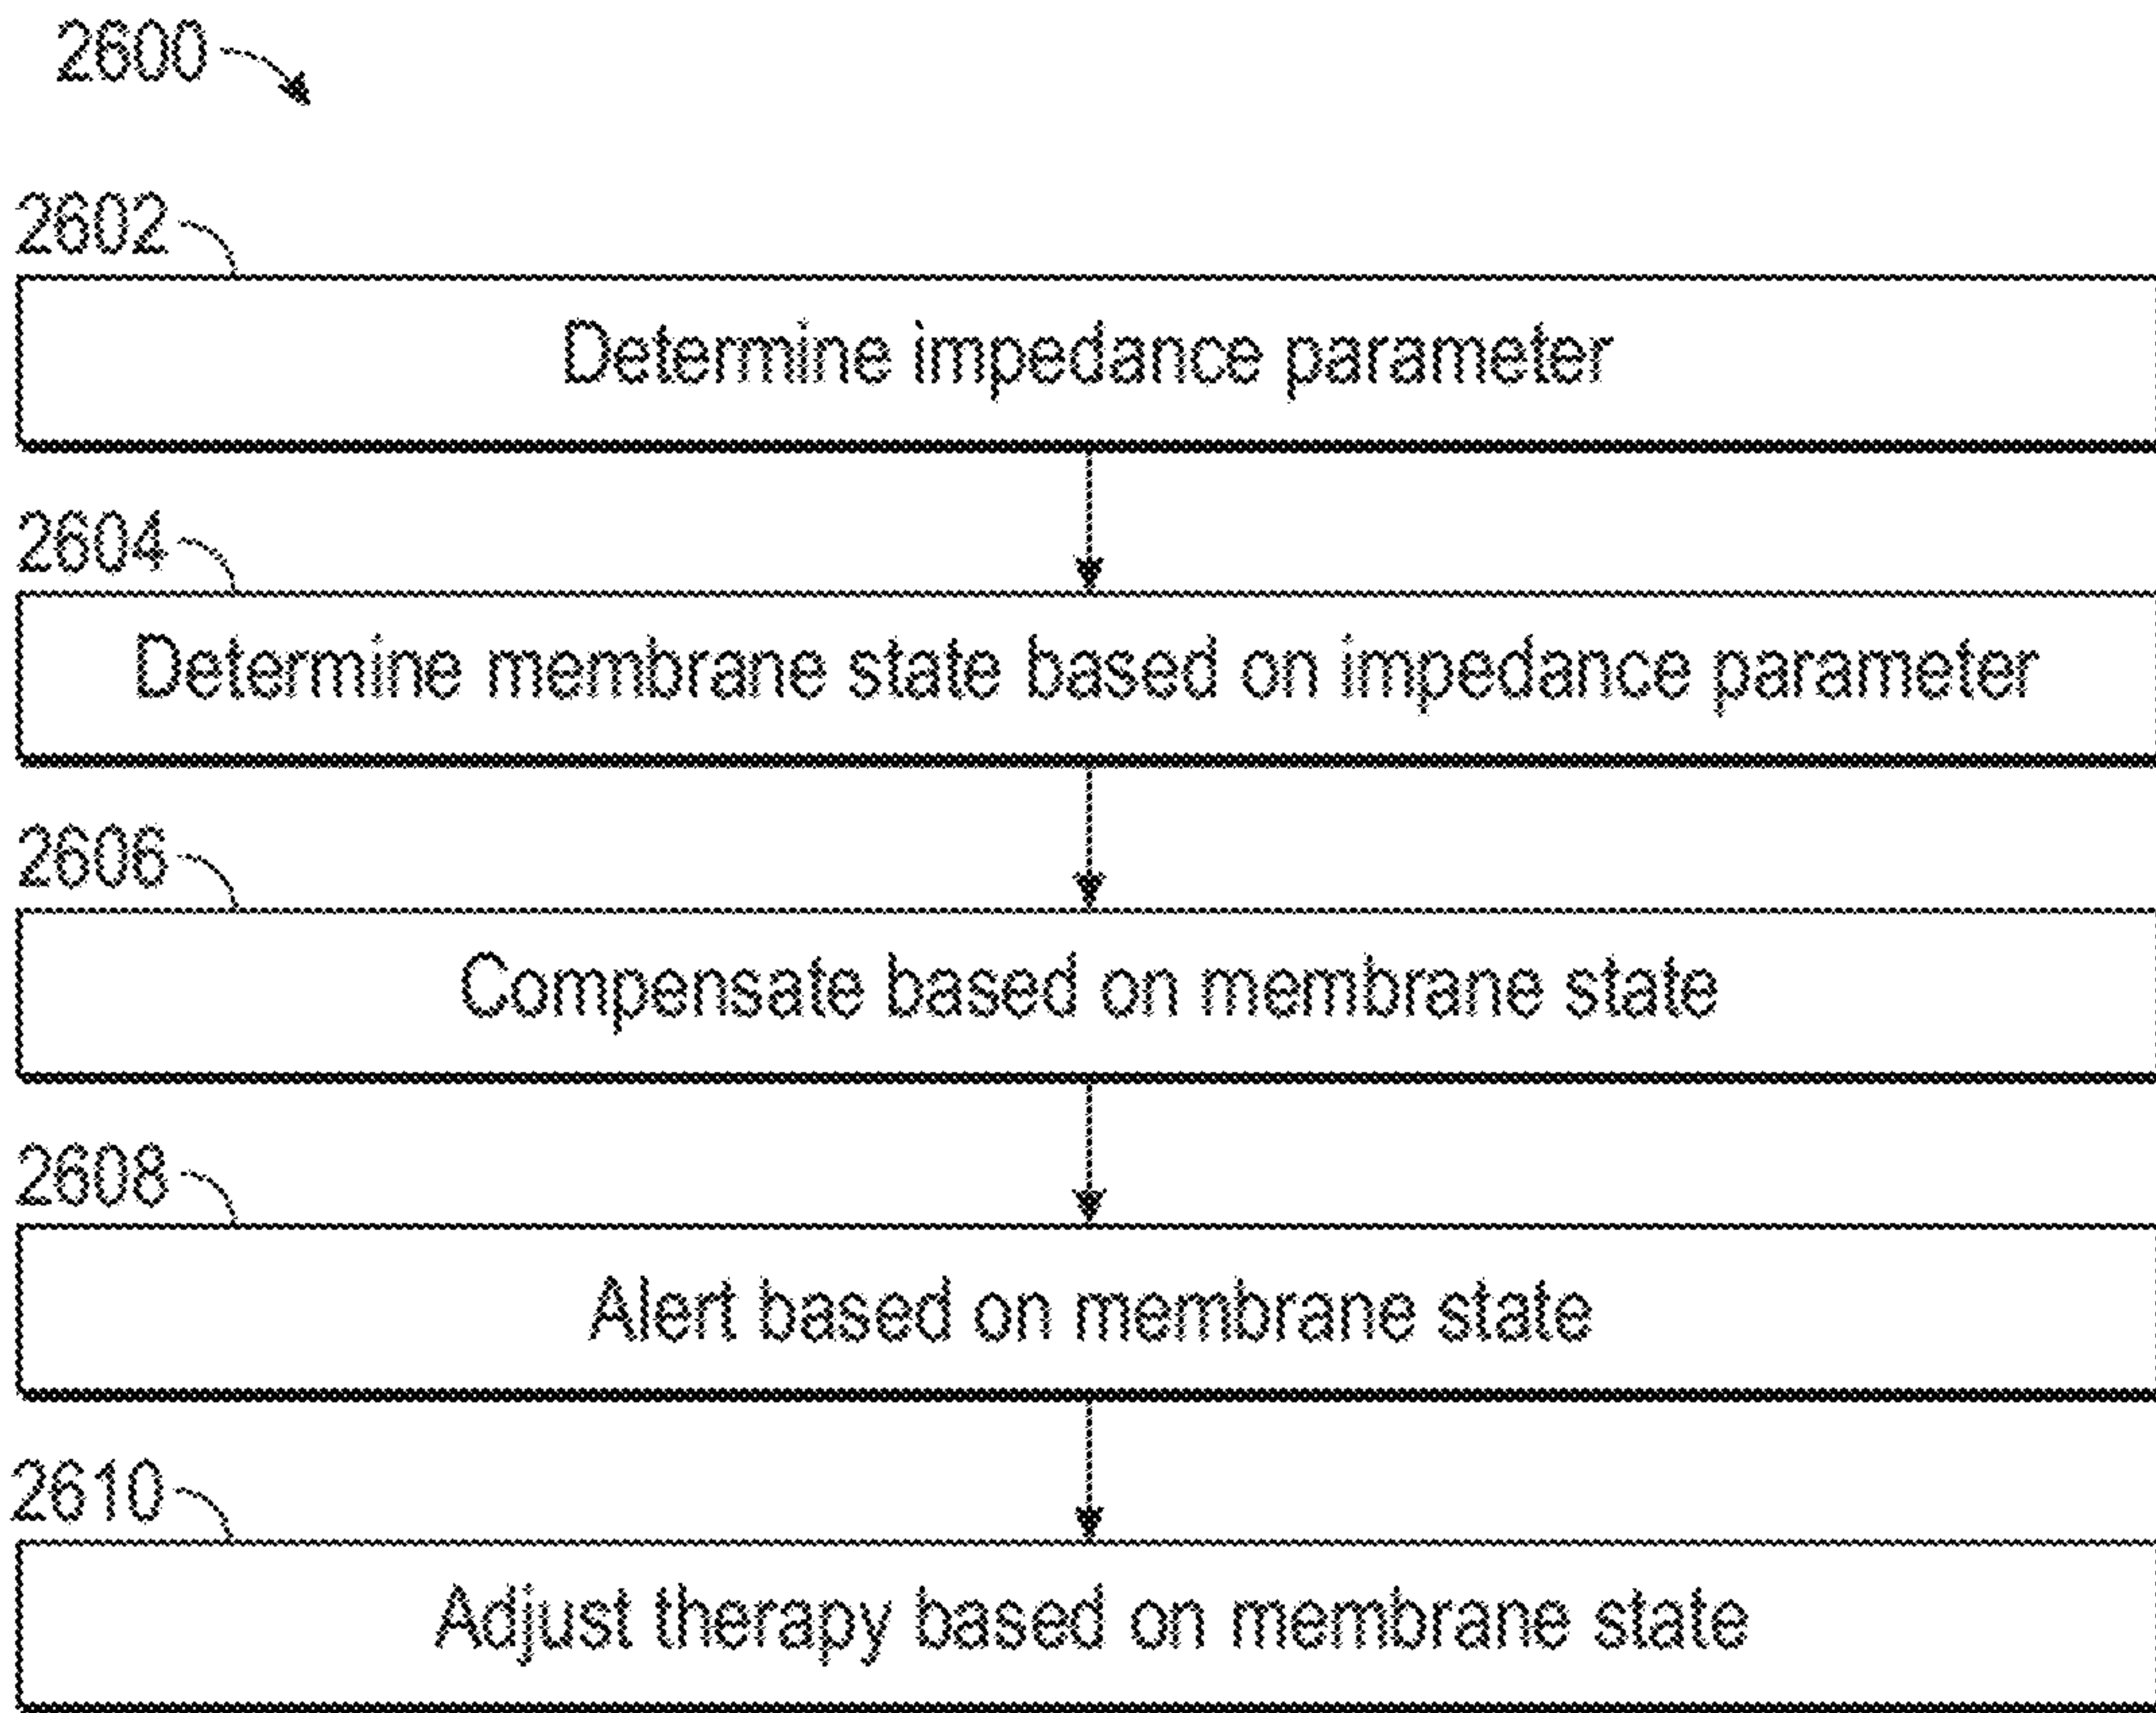 2600
2602
Determine impedance parameter
2604
Determine membrane state based on impedance parameter
2606
Compensate based on membrane state
2608
Alert based on membrane state
2610
Adjust therapy based on membrane state